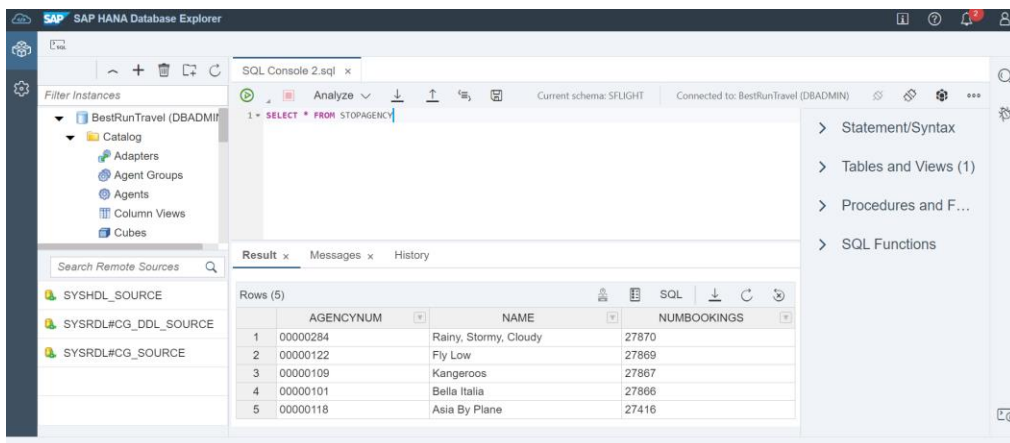 SAP SAP HANA Database Explorer
2
SQL
SQL Console 2.sql ×
Filter Instances
Analyze
Current schema: SFLIGHT
Connected to: BestRunTravel (DBADMIN)
BestRunTravel (DBADMIN
Catalog
Adapters
Agent Groups
Agents
Column Views
Cubes
1 SELECT * FROM STOPAGENCY
Statement/Syntax
Tables and Views (1)
Procedures and F...
SQL Functions
Search Remote Sources
SYSHDL_SOURCE
SYSRDL#CG_DDL_SOURCE
SYSRDL#CG_SOURCE
Result × Messages × History
Rows (5) SQL
AGENCYNUM NAME NUMBOOKINGS
1 00000284 Rainy, Stormy, Cloudy 27870
2 00000122 Fly Low 27869
3 00000109 Kangeroos 27867
4 00000101 Bella Italia 27866
5 00000118 Asia By Plane 27416